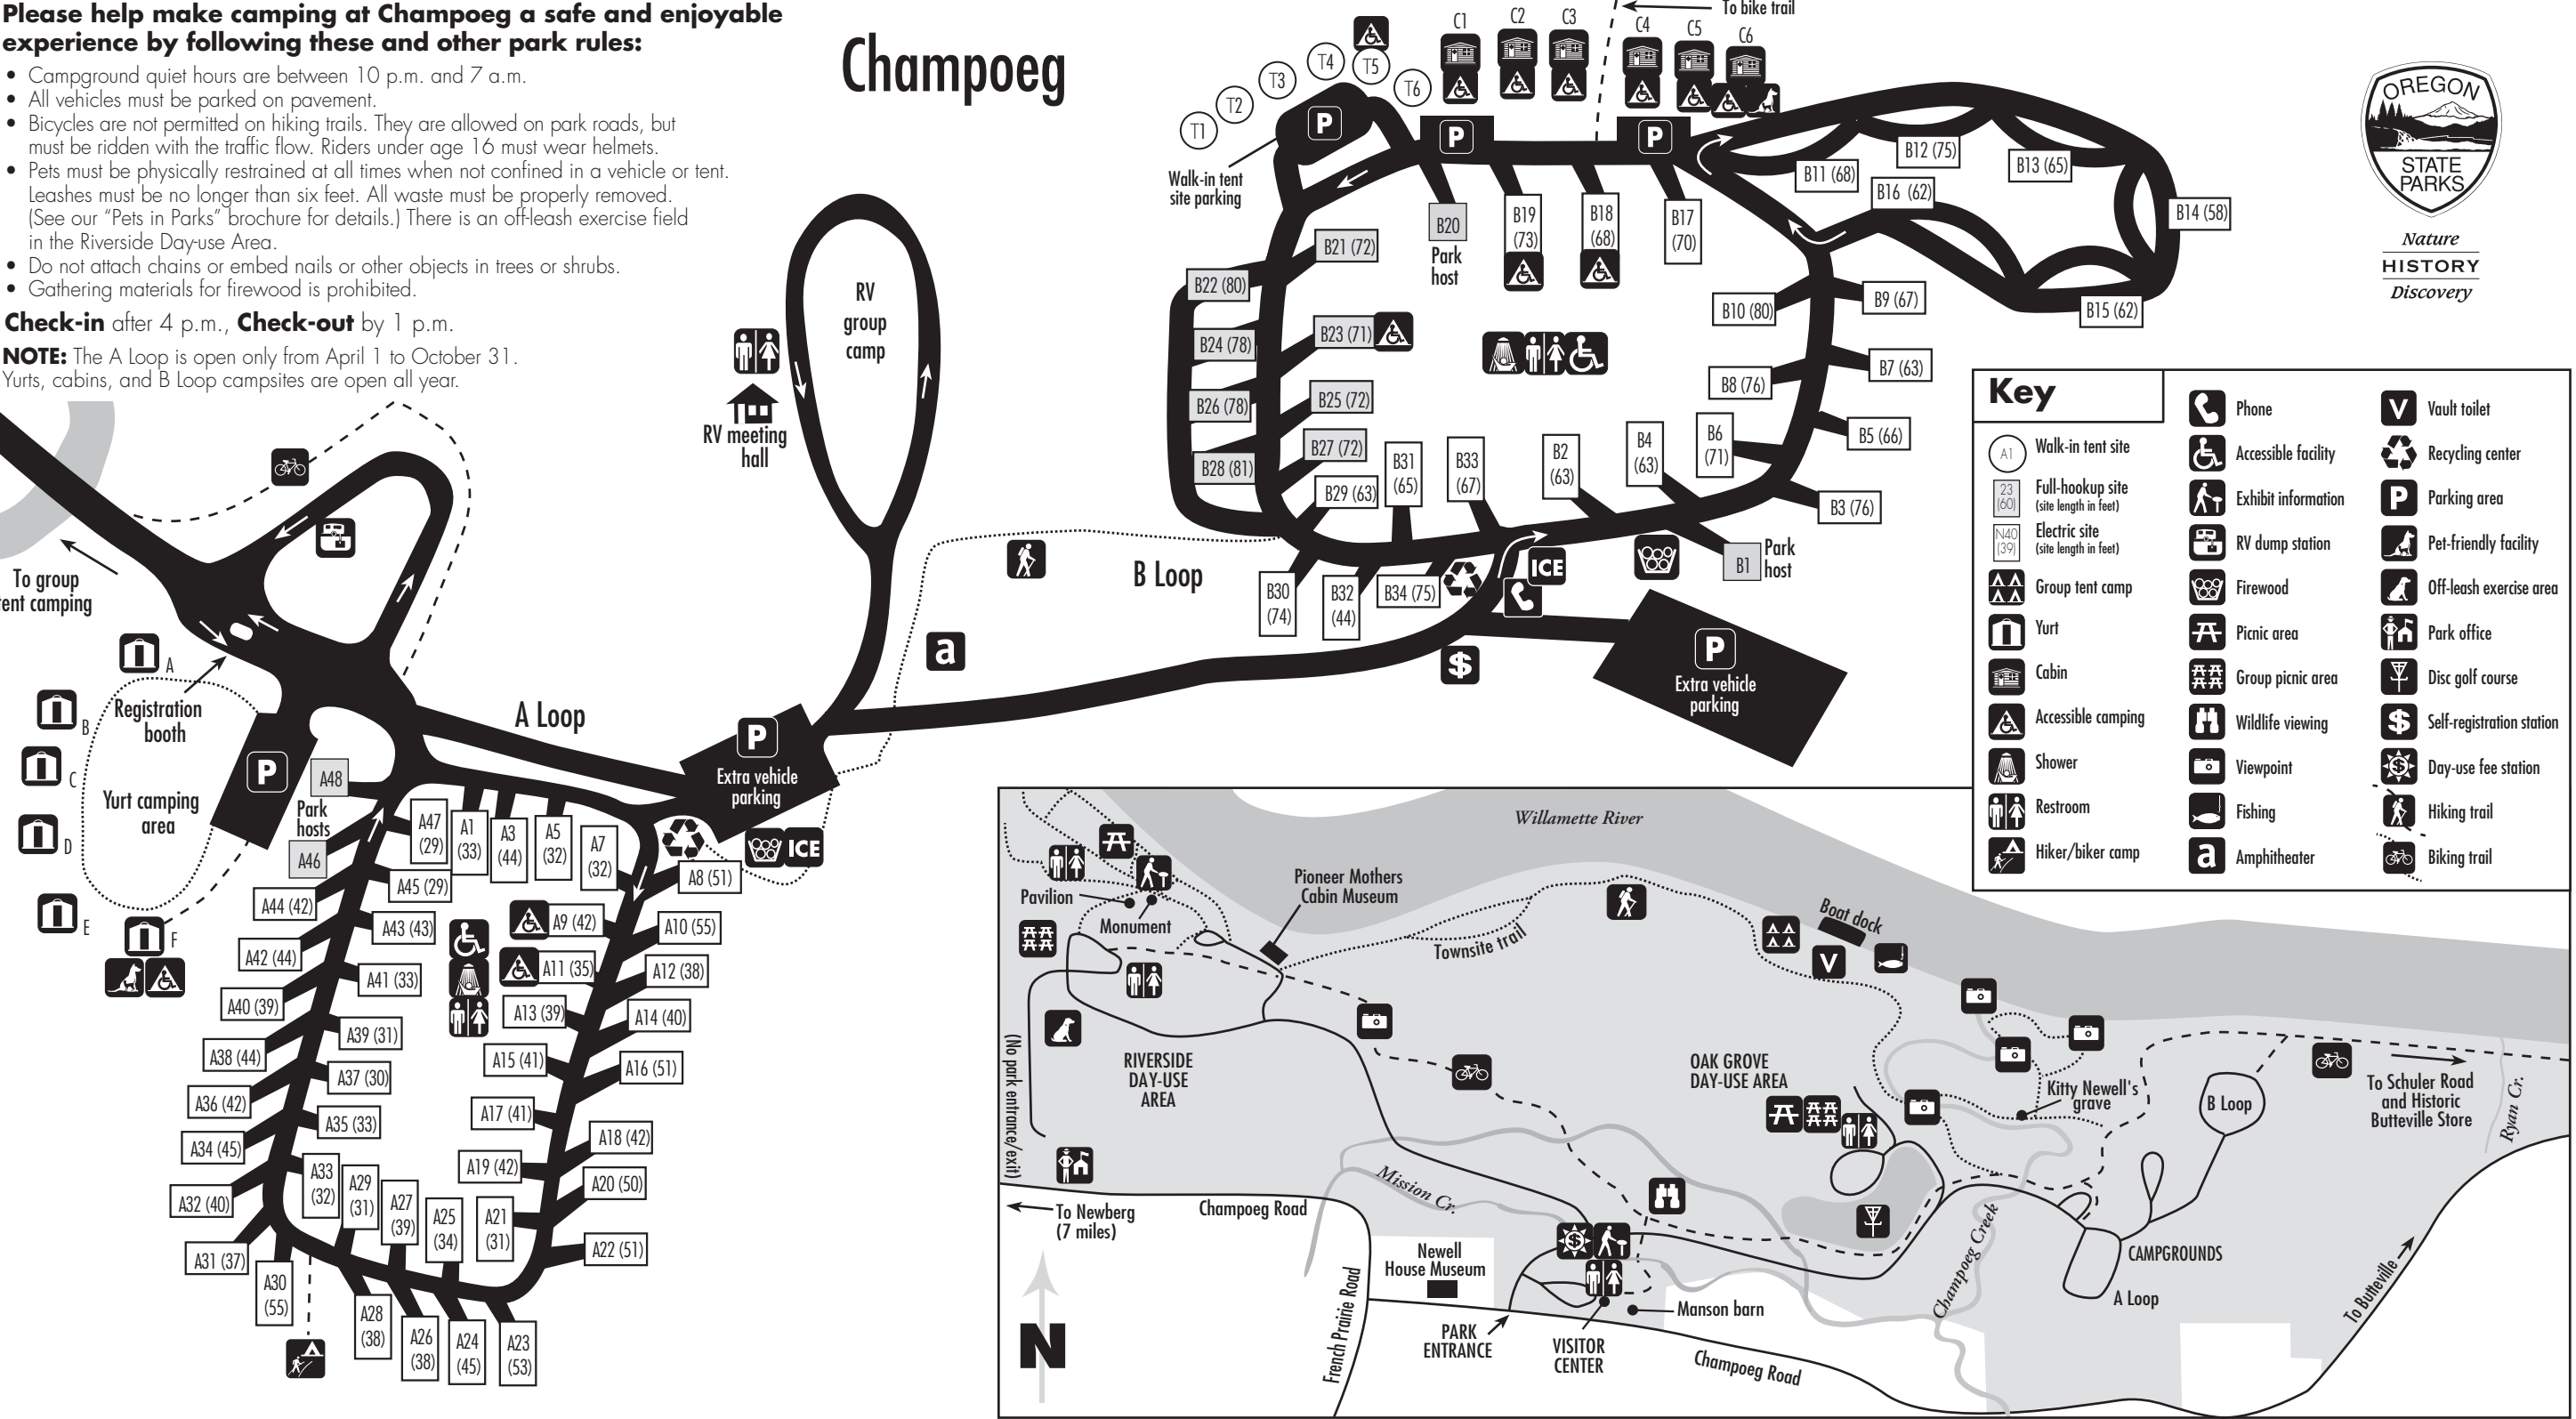 Please help make camping at Champoeg a safe and enjoyable
experience by following these and other park rules:
• Campground quiet hours are between 10 p.m. and 7 a.m.
• All vehicles must be parked on pavement.
• Bicycles are not permitted on hiking trails. They are allowed on park roads, but
must be ridden with the traffic flow. Riders under age 16 must wear helmets.
• Pets must be physically restrained at all times when not confined in a vehicle or tent.
Leashes must be no longer than six feet. All waste must be properly removed.
(See our “Pets in Parks” brochure for details.) There is an off-leash exercise field
in the Riverside Day-use Area.
• Do not attach chains or embed nails or other objects in trees or shrubs.
• Gathering materials for firewood is prohibited.
Check-in after 4 p.m., Check-out by 1 p.m.
NOTE: The A Loop is open only from April 1 to October 31.
Yurts, cabins, and B Loop campsites are open all year.
Champoeg
To bike trail
C1
C2
C3
C4
C5
C6
T1
T2
T3
T4
T5
T6
P
P
P
Walk-in tent
site parking
B20
Park
host
B19
(73)
B18
(68)
B17
(70)
B11 (68)
B12 (75)
B13 (65)
B16 (62)
B14 (58)
B15 (62)
B21 (72)
B22 (80)
B23 (71)
B24 (78)
B25 (72)
B26 (78)
B27 (72)
B28 (81)
B29 (63)
B31
(65)
B33
(67)
B2
(63)
B4
(63)
B6
(71)
B10 (80)
B9 (67)
B8 (76)
B7 (63)
B5 (66)
B3 (76)
B1
Park
host
B30
(74)
B32
(44)
B34 (75)
ICE
$
P
Extra vehicle
parking
B Loop
a
OREGON
STATE
PARKS
Nature
HISTORY
Discovery
RV
group
camp
RV meeting
hall
To group
tent camping
A
B
C
D
E
F
Registration
booth
Yurt camping
area
P
A Loop
P
Extra vehicle
parking
ICE
A48
Park
hosts
A46
A47
(29)
A1
(33)
A3
(44)
A5
(32)
A7
(32)
A8 (51)
A45 (29)
A44 (42)
A43 (43)
A42 (44)
A41 (33)
A40 (39)
A39 (31)
A38 (44)
A37 (30)
A36 (42)
A35 (33)
A34 (45)
A33
(32)
A32 (40)
A31 (37)
A30
(55)
A29
(31)
A28
(38)
A27
(39)
A26
(38)
A25
(34)
A24
(45)
A23
(53)
A21
(31)
A22 (51)
A20 (50)
A19 (42)
A18 (42)
A17 (41)
A16 (51)
A15 (41)
A14 (40)
A13 (39)
A12 (38)
A11 (35)
A10 (55)
A9 (42)
Key
A1
Walk-in tent site
23
(60)
Full-hookup site
(site length in feet)
N40
(39)
Electric site
(site length in feet)
Group tent camp
Yurt
Cabin
Accessible camping
Shower
Restroom
Hiker/biker camp
Phone
Accessible facility
Exhibit information
RV dump station
Firewood
Picnic area
Group picnic area
Wildlife viewing
Viewpoint
Fishing
a
Amphitheater
V
Vault toilet
Recycling center
P
Parking area
Pet-friendly facility
Off-leash exercise area
Park office
Disc golf course
$
Self-registration station
$
Day-use fee station
Hiking trail
Biking trail
Willamette River
Pavilion
Monument
Pioneer Mothers
Cabin Museum
Townsite trail
Boat dock
V
(No park entrance/exit)
RIVERSIDE
DAY-USE
AREA
OAK GROVE
DAY-USE AREA
Kitty Newell's
grave
B Loop
To Schuler Road
and Historic
Butteville Store
Ryan Cr.
To Newberg
(7 miles)
Champoeg Road
Mission Cr.
$
Newell
House Museum
French Prairie Road
PARK
ENTRANCE
VISITOR
CENTER
Manson barn
Champoeg Road
Champoeg Creek
CAMPGROUNDS
A Loop
To Butteville
N